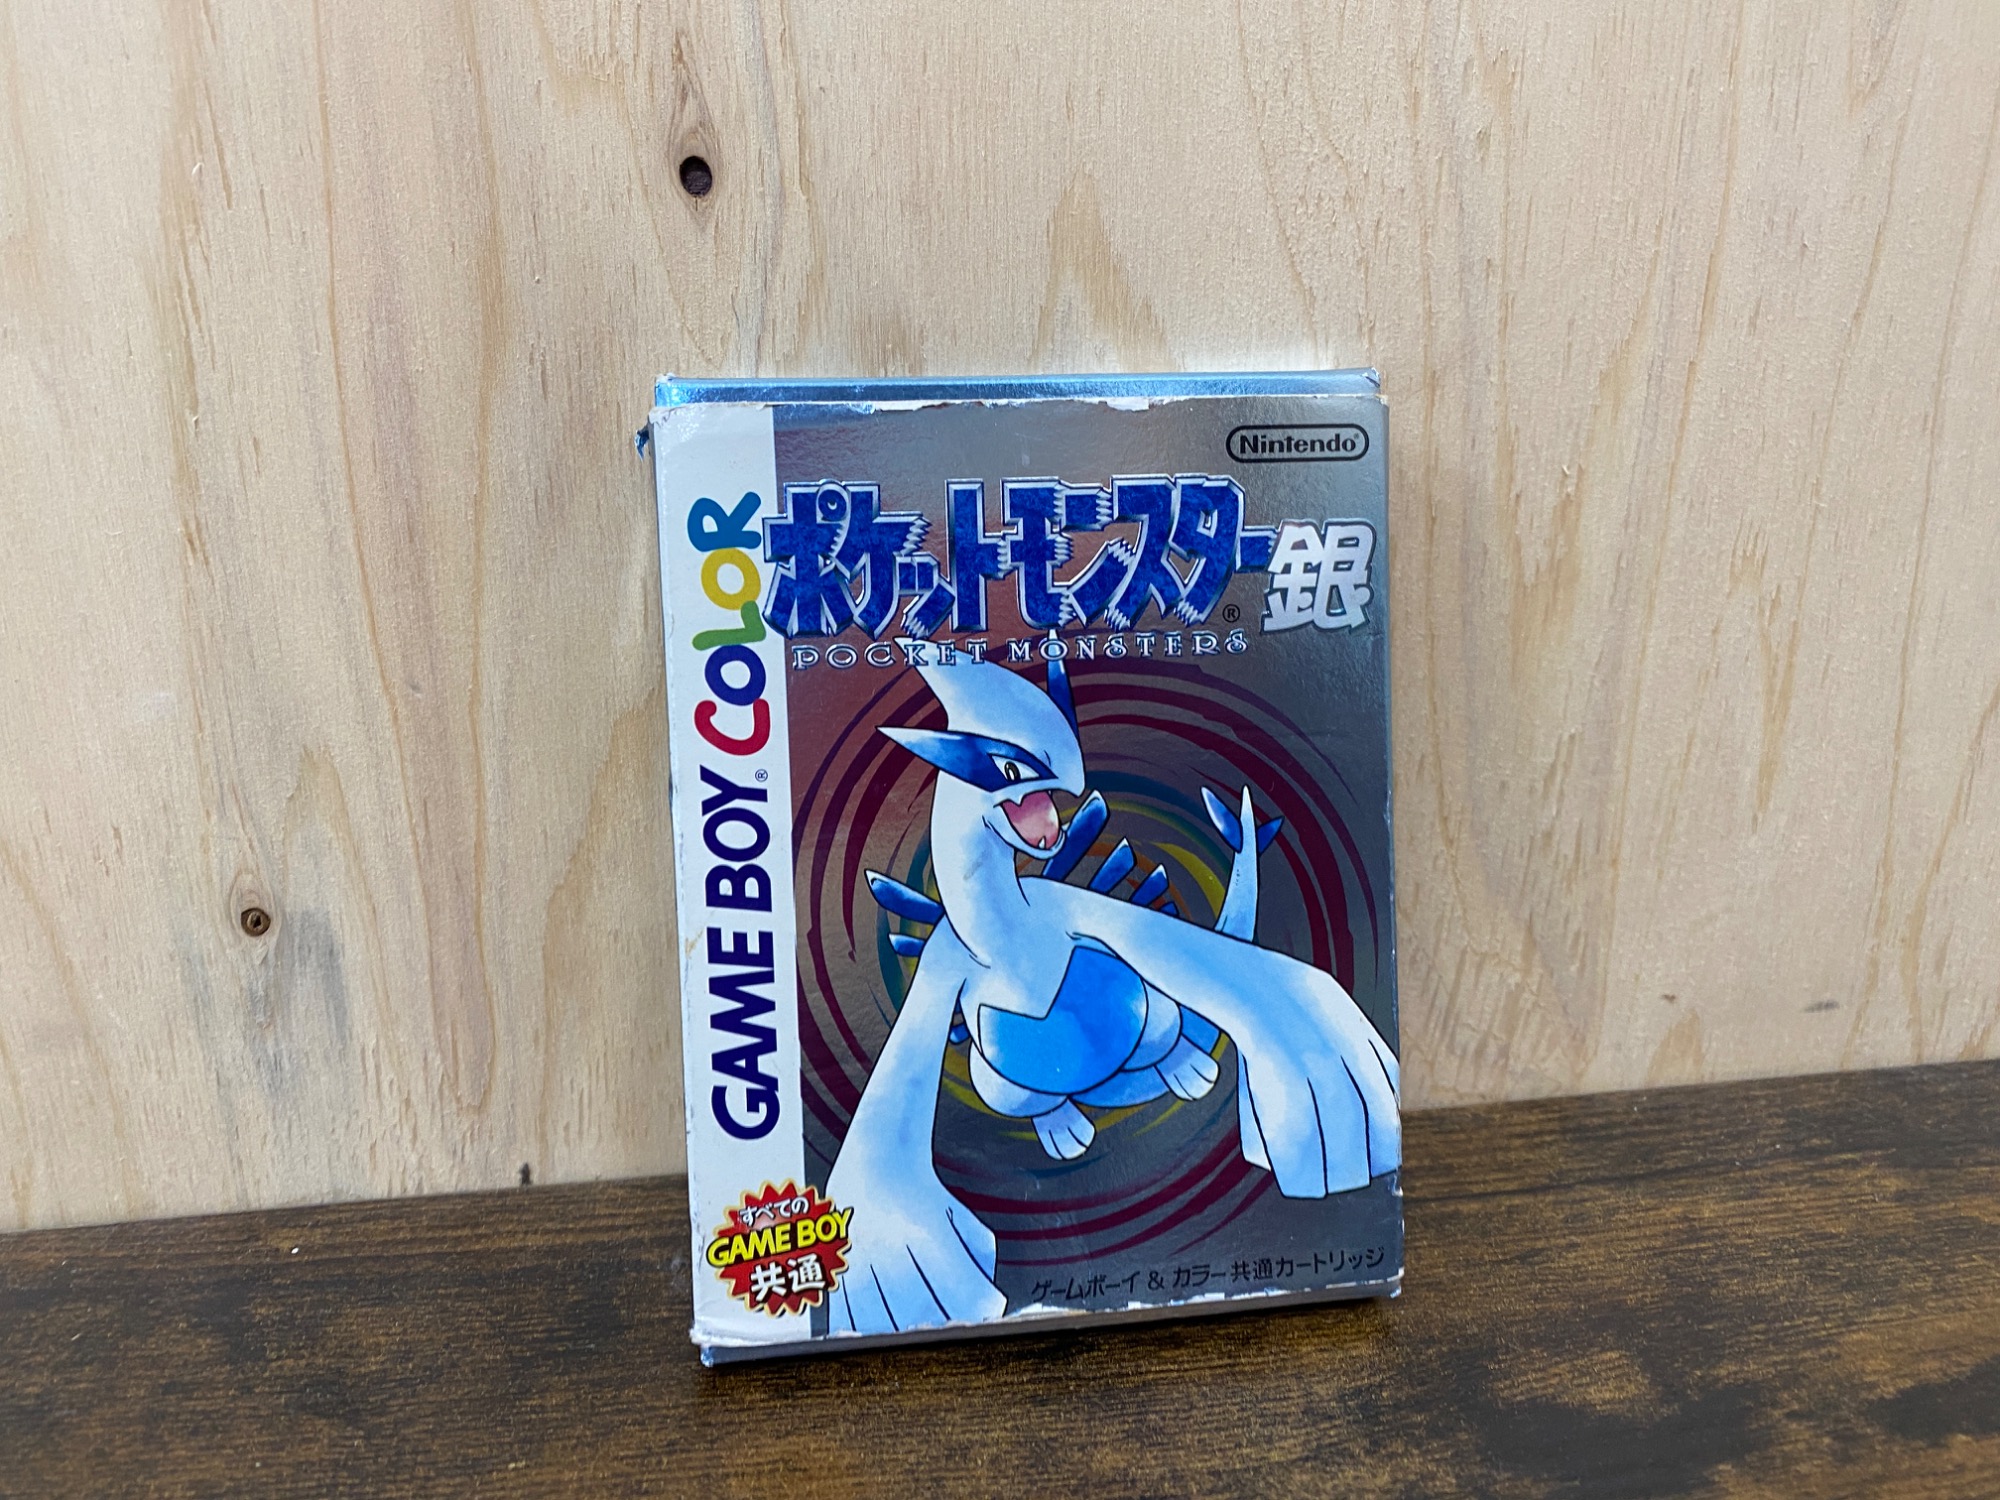 Nintendo®
ポケットモンスター®銀
POCKET MONSTERS
GAME BOY® COLOR
すべての
GAME BOY
共通
ゲームボーイ & カラー共通カートリッジ